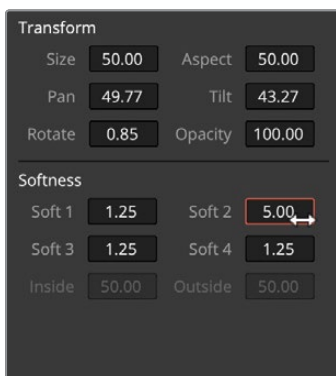 Transform
Size 50.00 Aspect 50.00
Pan 49.77 Tilt 43.27
Rotate 0.85 Opacity 100.00
Softness
Soft 1 1.25 Soft 2 5.00
Soft 3 1.25 Soft 4 1.25
Inside 50.00 Outside 50.00